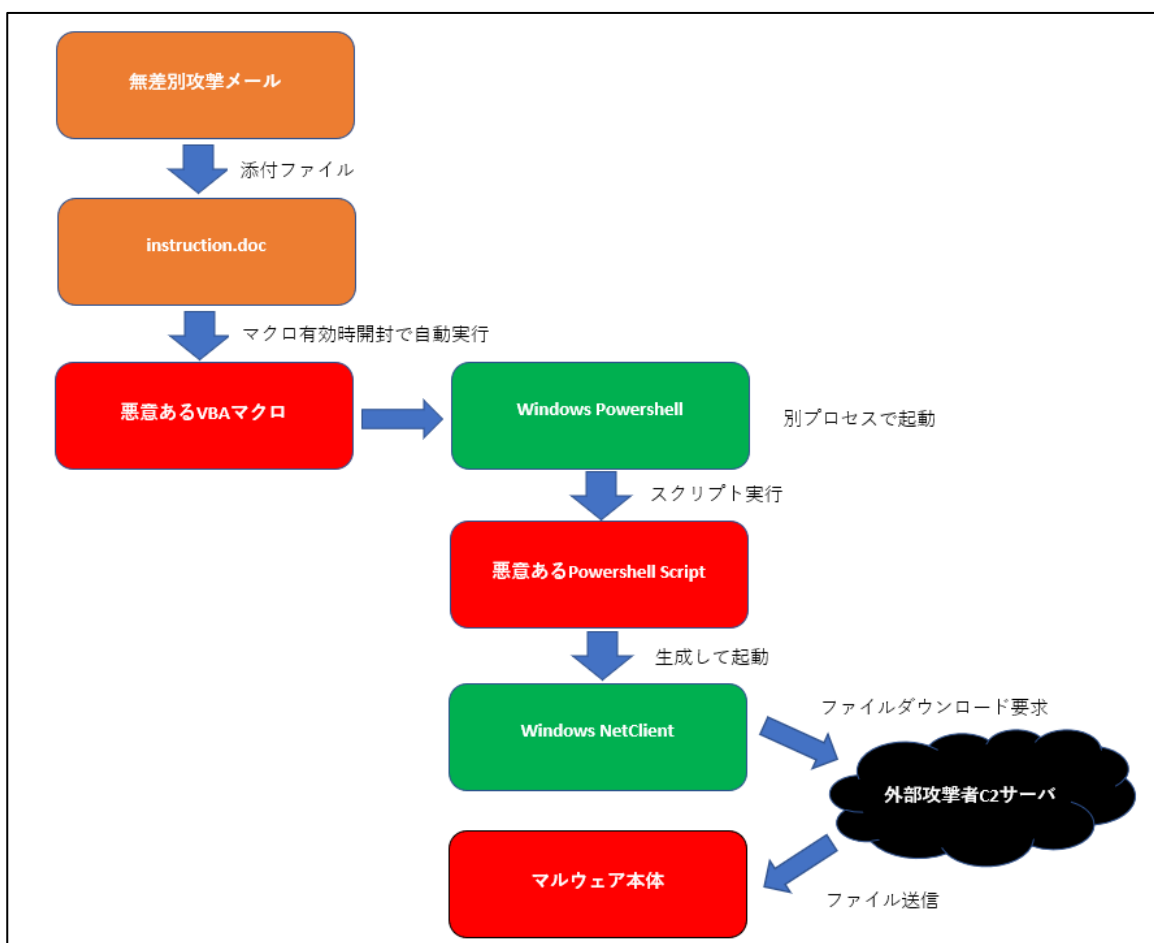 無差別攻撃メール
添付ファイル
instruction.doc
マクロ有効時開封で自動実行
悪意あるVBAマクロ
Windows Powershell
別プロセスで起動
スクリプト実行
悪意あるPowershell Script
生成して起動
Windows NetClient
ファイルダウンロード要求
外部攻撃者C2サーバ
マルウェア本体
ファイル送信